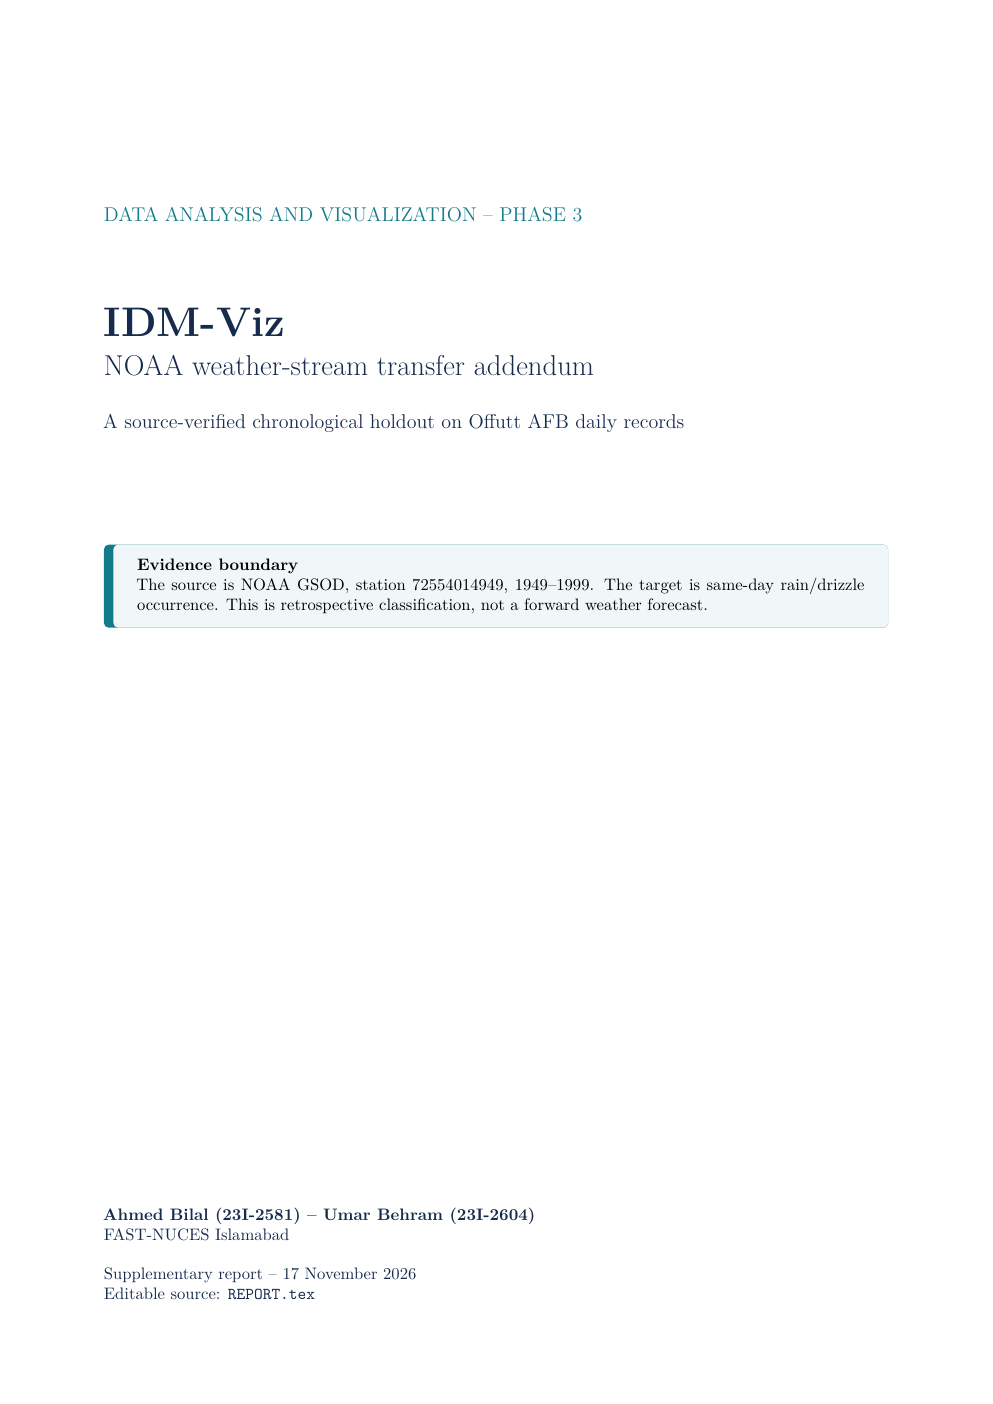 DATA ANALYSIS AND VISUALIZATION – PHASE 3
IDM-Viz
NOAA weather-stream transfer addendum
A source-verified chronological holdout on Offutt AFB daily records
Evidence boundary
The source is NOAA GSOD, station 72554014949, 1949–1999. The target is same-day rain/drizzle
occurrence. This is retrospective classification, not a forward weather forecast.
Ahmed Bilal (23I-2581) – Umar Behram (23I-2604)
FAST-NUCES Islamabad
Supplementary report – 17 November 2026
Editable source: REPORT.tex